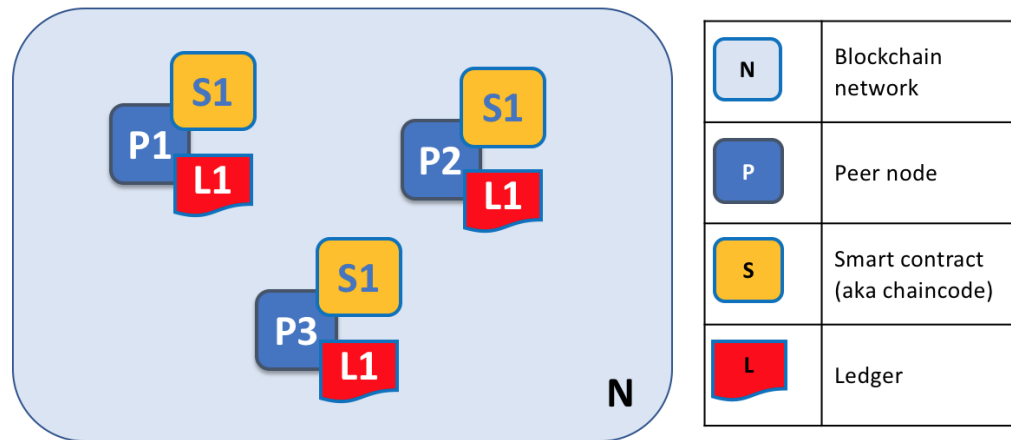 S1
P1
L1
S1
P2
L1
S1
P3
L1
N
N
Blockchain
network
P
Peer node
S
Smart contract
(aka chaincode)
L
Ledger